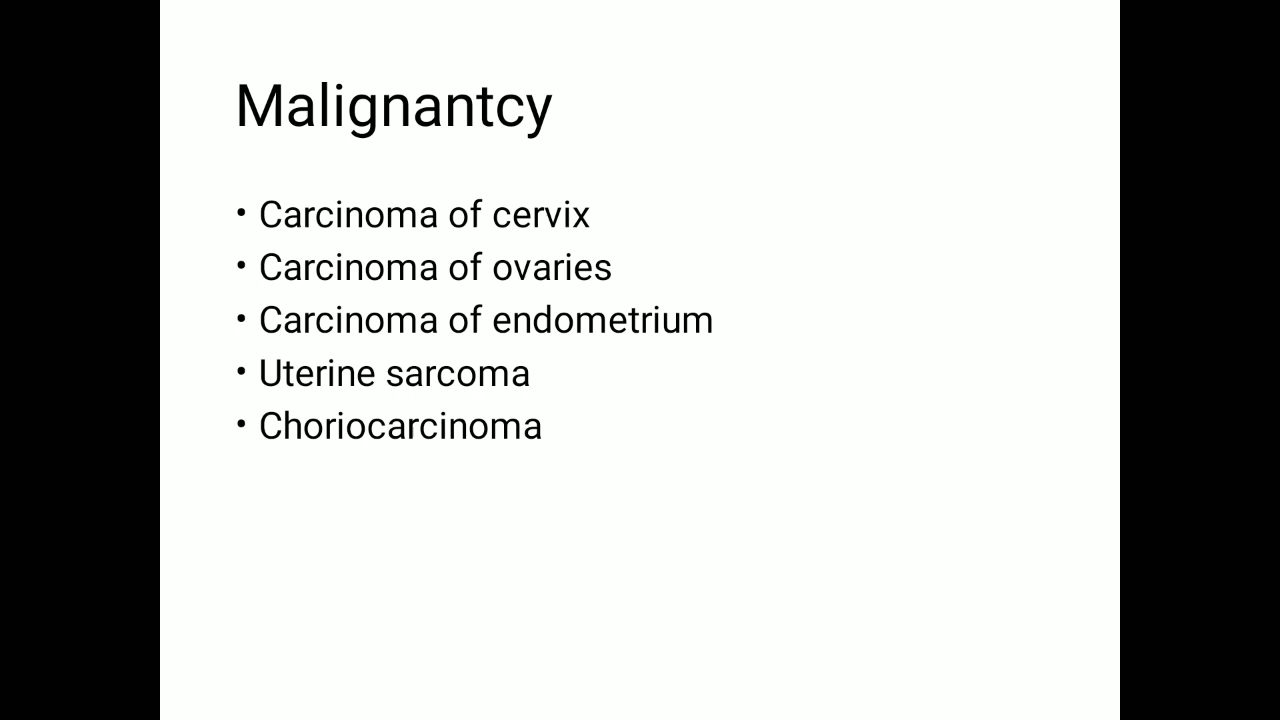 Malignantcy
• Carcinoma of cervix
• Carcinoma of ovaries
• Carcinoma of endometrium
• Uterine sarcoma
• Choriocarcinoma